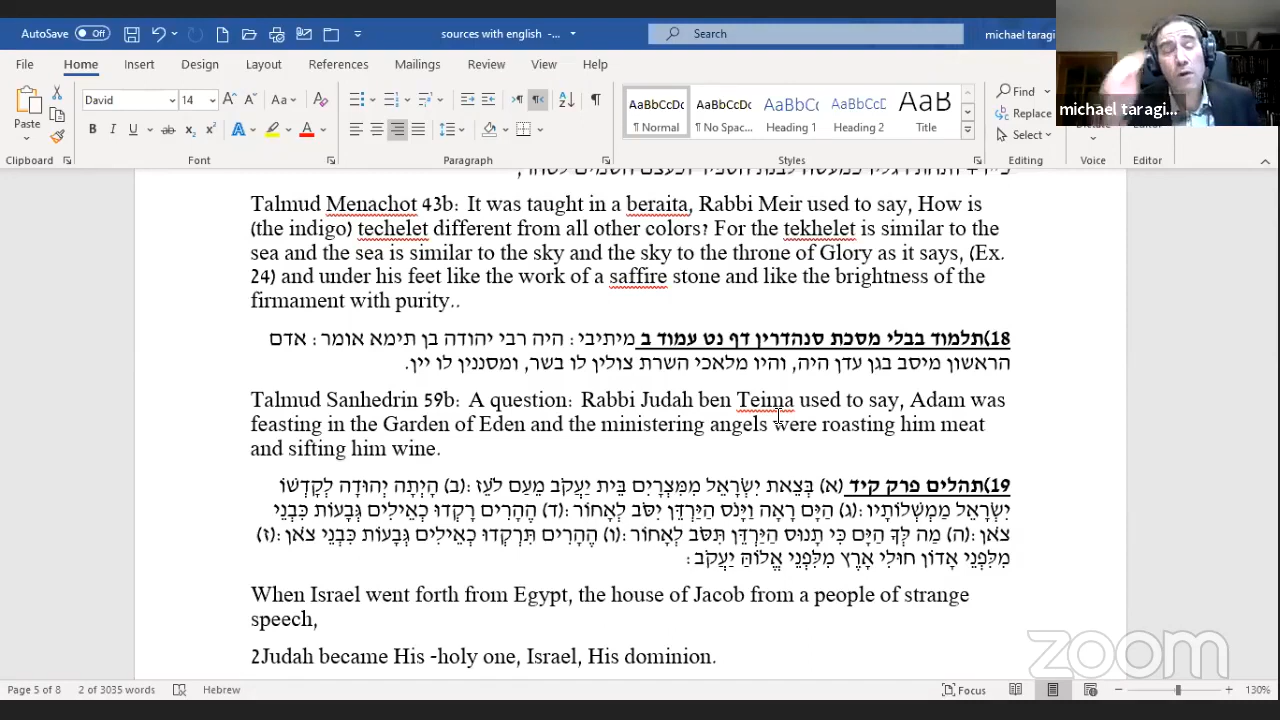 AutoSave Off
sources with english -...
Search
michael taragi
File Home Insert Design Layout References Mailings Review View Help
Paste
David 14
Aa
B I U ab x₂ x²
AaBbCcDc AaBbCcDc AaBbCc AaBbCcD AaB
¶ Normal ¶ No Spac... Heading 1 Heading 2 Title
Find
Replace
Select
michael taragi...
Clipboard Font Paragraph Styles Editing Voice Editor
Talmud Menachot 43b: It was taught in a beraita, Rabbi Meir used to say, How is
(the indigo) techelet different from all other colors? For the tekhelet is similar to the
sea and the sea is similar to the sky and the sky to the throne of Glory as it says, (Ex.
24) and under his feet like the work of a saffire stone and like the brightness of the
firmament with purity..
18)תלמוד בבלי מסכת סנהדרין דף נט עמוד ב מיתיבי: היה רבי יהודה בן תימא אומר: אדם
הראשון מיסב בגן עדן היה, והיו מלאכי השרת צולין לו בשר, ומסננין לו יין.
Talmud Sanhedrin 59b: A question: Rabbi Judah ben Teima used to say, Adam was
feasting in the Garden of Eden and the ministering angels were roasting him meat
and sifting him wine.
19)תהלים פרק קיד (א) בְּצֵאת יִשְׂרָאֵל מִמִּצְרָיִם בֵּית יַעֲקֹב מֵעַם לֹעֵז:(ב) הָיְתָה יְהוּדָה לְקָדְשׁוֹ
יִשְׂרָאֵל מַמְשְׁלוֹתָיו:(ג) הַיָּם רָאָה וַיָּנֹס הַיַּרְדֵּן יִסֹּב לְאָחוֹר:(ד) הֶהָרִים רָקְדוּ כְאֵילִים גְּבָעוֹת כִּבְנֵי
צֹאן:(ה) מַה לְּךָ הַיָּם כִּי תָנוּס הַיַּרְדֵּן תִּסֹּב לְאָחוֹר:(ו) הֶהָרִים תִּרְקְדוּ כְאֵילִים גְּבָעוֹת כִּבְנֵי צֹאן:(ז)
מִלִּפְנֵי אָדוֹן חוּלִי אָרֶץ מִלִּפְנֵי אֱלוֹהַּ יַעֲקֹב:
When Israel went forth from Egypt, the house of Jacob from a people of strange
speech,
2Judah became His -holy one, Israel, His dominion.
zoom
Page 5 of 8 2 of 3035 words Hebrew Focus 130%